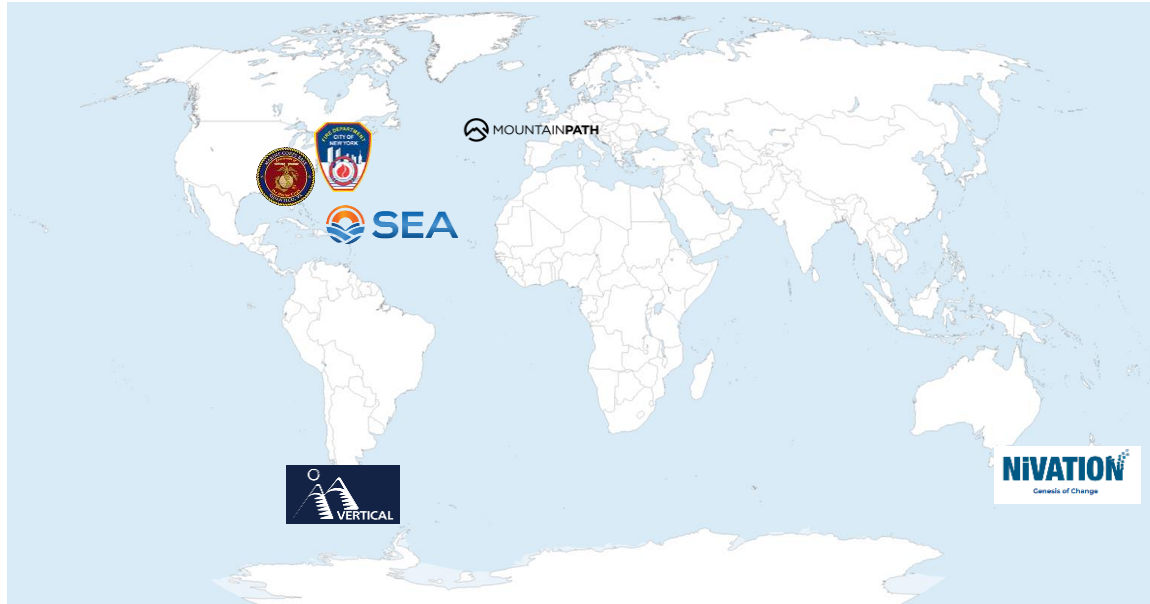 FIRE DEPARTMENT
CITY OF
NEW YORK
MOUNTAINPATH
SEA
VERTICAL
NiVATION
Genesis of Change